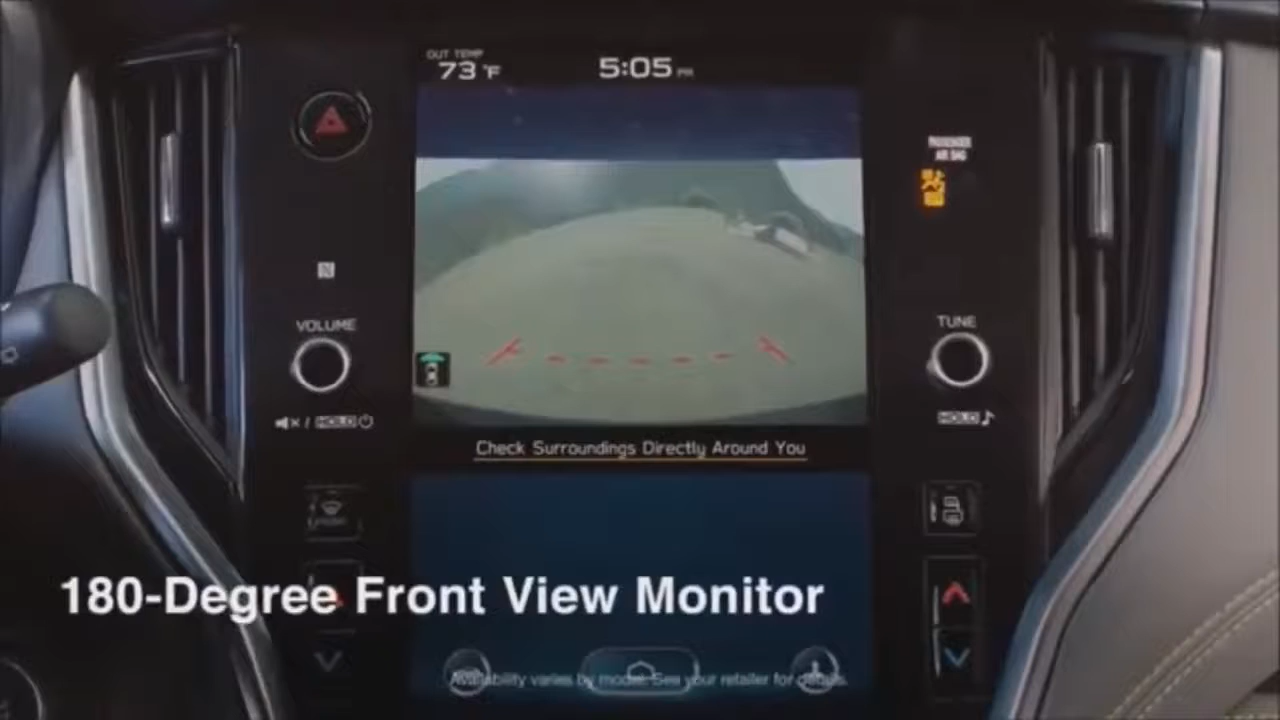 OUT TEMP
73 °F
5:05 PM
PASSENGER
AIR BAG
N
VOLUME
TUNE
/ HOLD
HOLD
Check Surroundings Directly Around You
180-Degree Front View Monitor
Availability varies by model. See your retailer for details.